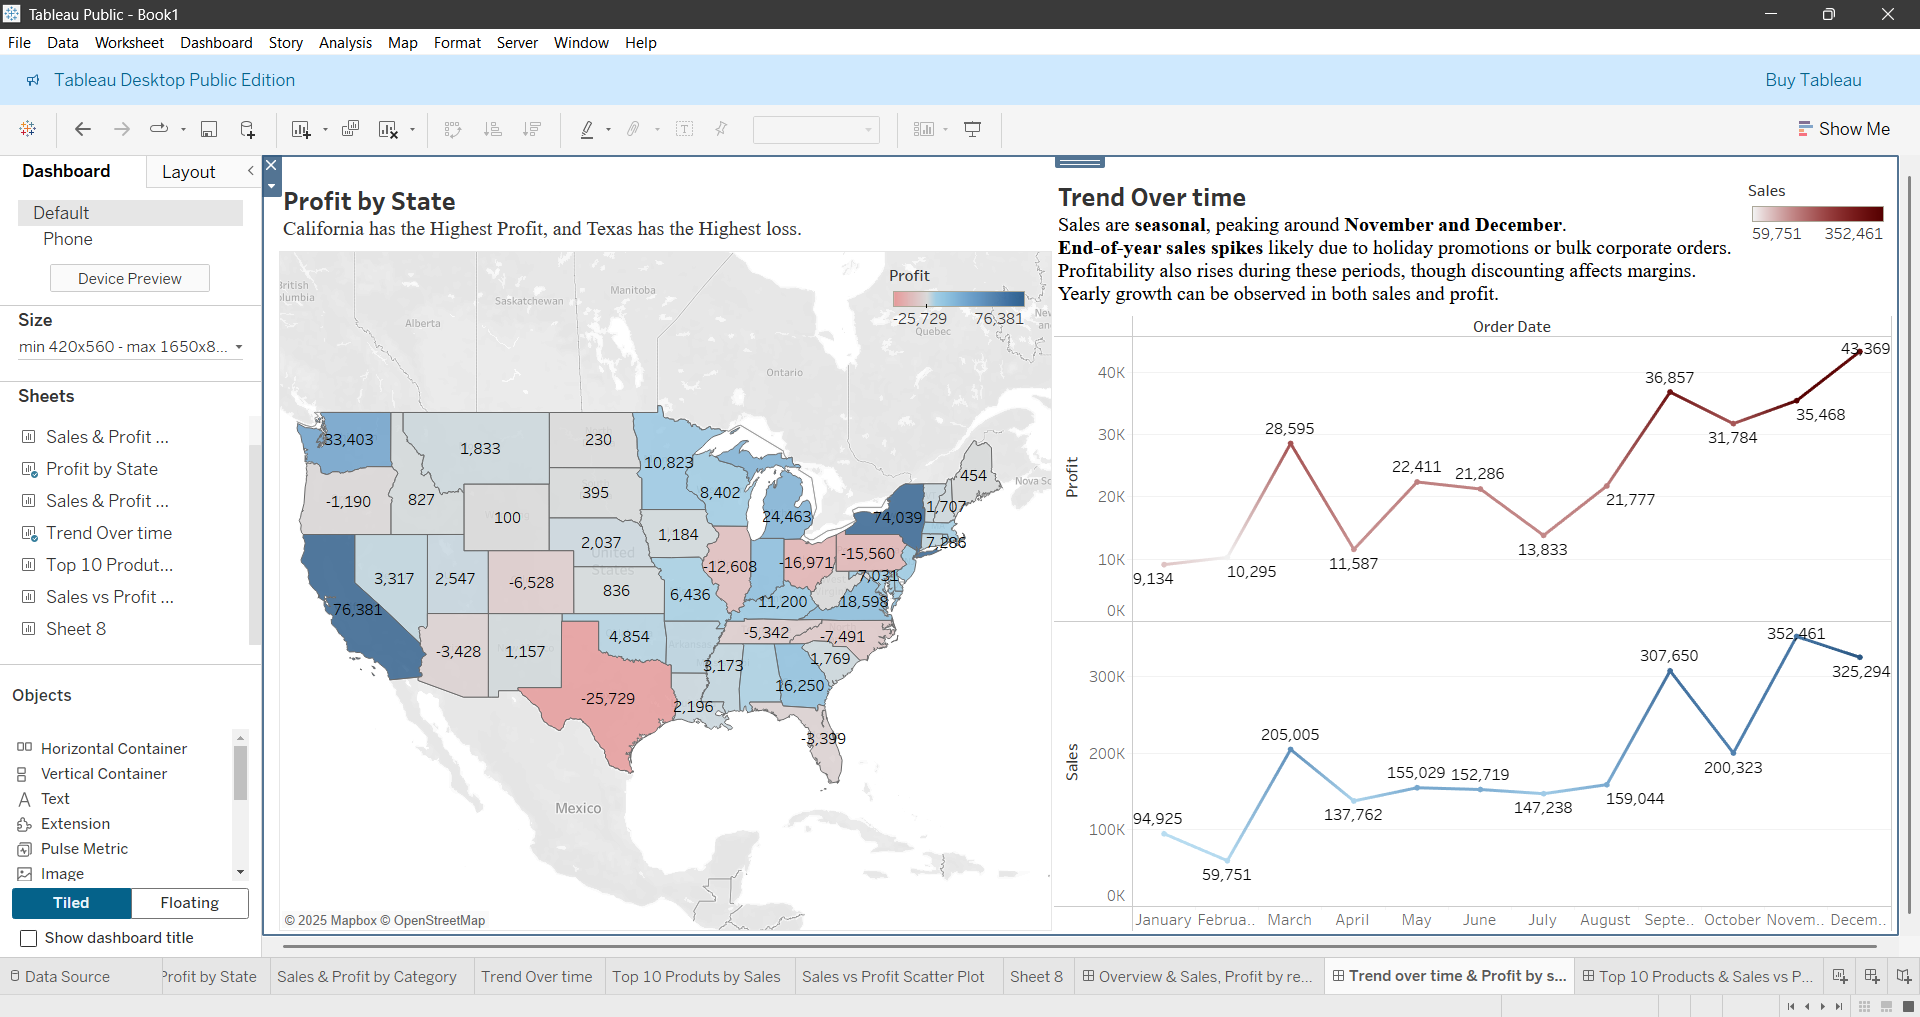 Tableau Public - Book1
File Data Worksheet Dashboard Story Analysis Map Format Server Window Help
Tableau Desktop Public Edition
Buy Tableau
Show Me
Dashboard
Layout
Default
Phone
Device Preview
Size
min 420x560 - max 1650x8...
Sheets
Sales & Profit ...
Profit by State
Sales & Profit ...
Trend Over time
Top 10 Produt...
Sales vs Profit ...
Sheet 8
Objects
Horizontal Container
Vertical Container
Text
Extension
Pulse Metric
Image
Tiled
Floating
Show dashboard title
Profit by State
California has the Highest Profit, and Texas has the Highest loss.
Profit
-25,729 76,381
British
olumbia
Alberta
Saskatchewan
Manitoba
Ontario
Quebec
Nova Sc
United
States
Mexico
33,403
1,833
230
10,823
454
-1,190
827
395
8,402
1,707
100
24,463
74,039
2,037
1,184
7,286
-15,560
3,317
2,547
-6,528
836
6,436
-12,608
-16,971
7,031
76,381
11,200
18,598
-3,428
1,157
4,854
-5,342
-7,491
3,173
1,769
-25,729
2,196
16,250
-3,399
© 2025 Mapbox © OpenStreetMap
Trend Over time
Sales are seasonal, peaking around November and December.
End-of-year sales spikes likely due to holiday promotions or bulk corporate orders.
Profitability also rises during these periods, though discounting affects margins.
Yearly growth can be observed in both sales and profit.
Sales
59,751 352,461
Order Date
Profit
40K
30K
20K
10K
0K
9,134
10,295
28,595
11,587
22,411
21,286
13,833
21,777
36,857
31,784
35,468
43,369
Sales
300K
200K
100K
0K
94,925
59,751
205,005
137,762
155,029
152,719
147,238
159,044
307,650
200,323
352,461
325,294
January Februa.. March April May June July August Septe.. October Novem.. Decem..
Data Source
Profit by State
Sales & Profit by Category
Trend Over time
Top 10 Produts by Sales
Sales vs Profit Scatter Plot
Sheet 8
Overview & Sales, Profit by re...
Trend over time & Profit by s...
Top 10 Products & Sales vs P...